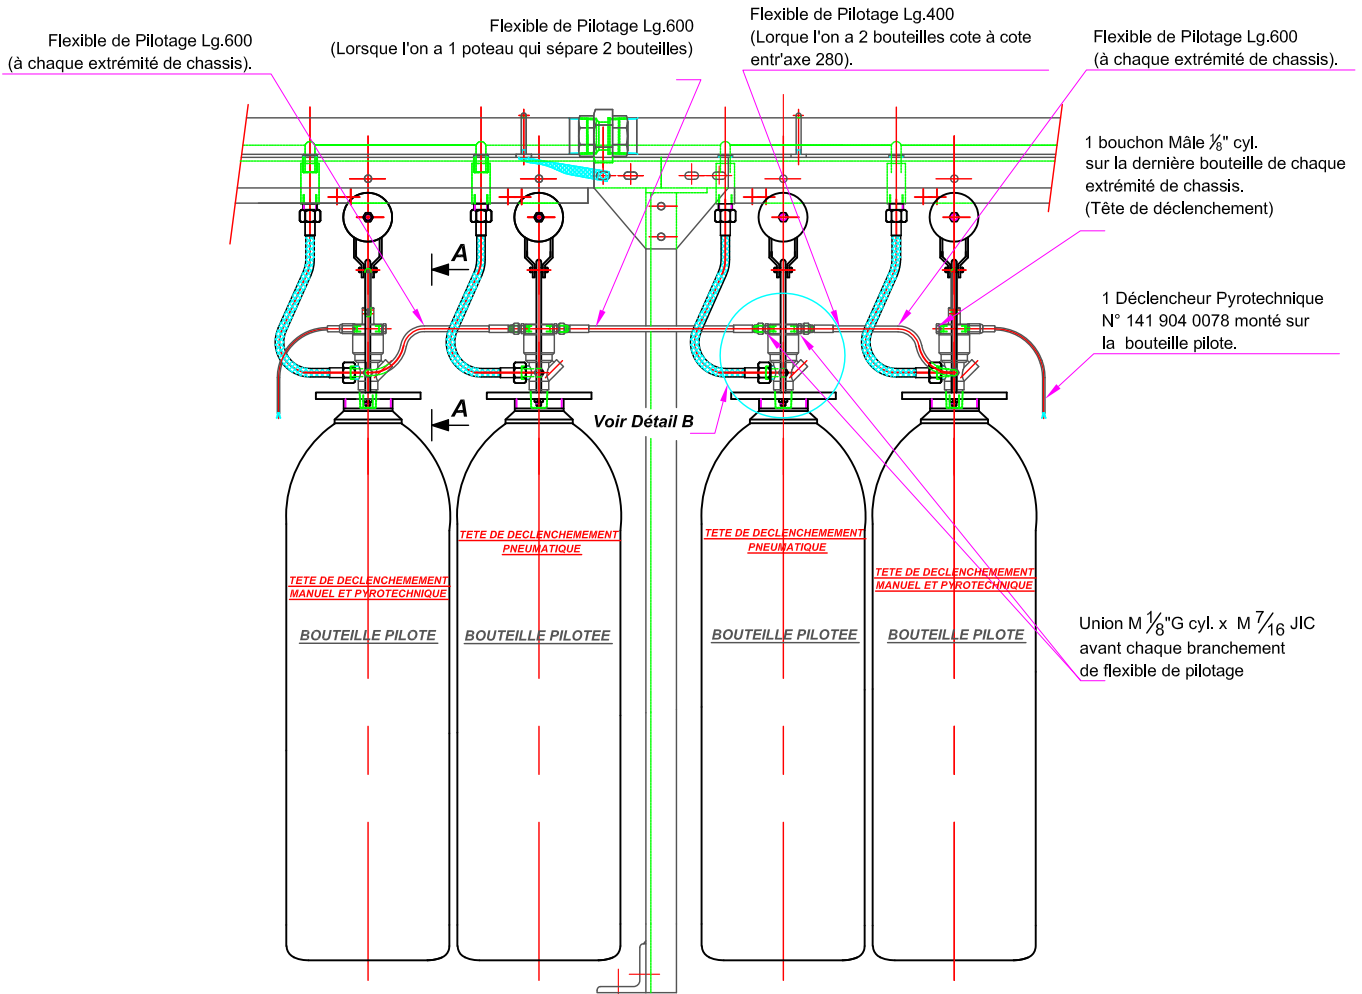 Flexible de Pilotage Lg.600
(à chaque extrémité de chassis).
Flexible de Pilotage Lg.600
(Lorsque l'on a 1 poteau qui sépare 2 bouteilles)
Flexible de Pilotage Lg.400
(Lorque l'on a 2 bouteilles cote à cote
entr'axe 280).
Flexible de Pilotage Lg.600
(à chaque extrémité de chassis).
1 bouchon Mâle 1/8" cyl.
sur la dernière bouteille de chaque
extrémité de chassis.
(Tête de déclenchement)
A
1 Déclencheur Pyrotechnique
N° 141 904 0078 monté sur
la bouteille pilote.
A
Voir Détail B
TETE DE DECLENCHEMEMENT
MANUEL ET PYROTECHNIQUE
BOUTEILLE PILOTE
TETE DE DECLENCHEMEMENT
PNEUMATIQUE
BOUTEILLE PILOTEE
TETE DE DECLENCHEMEMENT
PNEUMATIQUE
BOUTEILLE PILOTEE
TETE DE DECLENCHEMEMENT
MANUEL ET PYROTECHNIQUE
BOUTEILLE PILOTE
Union M 1/8"G cyl. x M 7/16 JIC
avant chaque branchement
de flexible de pilotage